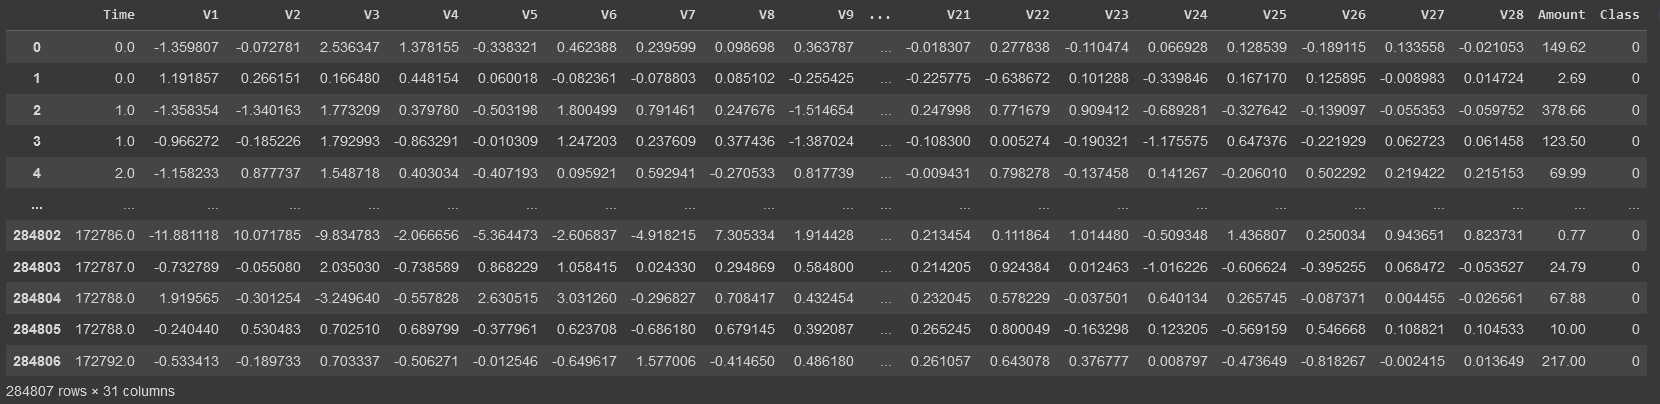 Time V1 V2 V3 V4 V5 V6 V7 V8 V9 ... V21 V22 V23 V24 V25 V26 V27 V28 Amount Class
0 0.0 -1.359807 -0.072781 2.536347 1.378155 -0.338321 0.462388 0.239599 0.098698 0.363787 ... -0.018307 0.277838 -0.110474 0.066928 0.128539 -0.189115 0.133558 -0.021053 149.62 0
1 0.0 1.191857 0.266151 0.166480 0.448154 0.060018 -0.082361 -0.078803 0.085102 -0.255425 ... -0.225775 -0.638672 0.101288 -0.339846 0.167170 0.125895 -0.008983 0.014724 2.69 0
2 1.0 -1.358354 -1.340163 1.773209 0.379780 -0.503198 1.800499 0.791461 0.247676 -1.514654 ... 0.247998 0.771679 0.909412 -0.689281 -0.327642 -0.139097 -0.055353 -0.059752 378.66 0
3 1.0 -0.966272 -0.185226 1.792993 -0.863291 -0.010309 1.247203 0.237609 0.377436 -1.387024 ... -0.108300 0.005274 -0.190321 -1.175575 0.647376 -0.221929 0.062723 0.061458 123.50 0
4 2.0 -1.158233 0.877737 1.548718 0.403034 -0.407193 0.095921 0.592941 -0.270533 0.817739 ... -0.009431 0.798278 -0.137458 0.141267 -0.206010 0.502292 0.219422 0.215153 69.99 0
... ... ... ... ... ... ... ... ... ... ... ... ... ... ... ... ... ... ... ... ... ...
284802 172786.0 -11.881118 10.071785 -9.834783 -2.066656 -5.364473 -2.606837 -4.918215 7.305334 1.914428 ... 0.213454 0.111864 1.014480 -0.509348 1.436807 0.250034 0.943651 0.823731 0.77 0
284803 172787.0 -0.732789 -0.055080 2.035030 -0.738589 0.868229 1.058415 0.024330 0.294869 0.584800 ... 0.214205 0.924384 0.012463 -1.016226 -0.606624 -0.395255 0.068472 -0.053527 24.79 0
284804 172788.0 1.919565 -0.301254 -3.249640 -0.557828 2.630515 3.031260 -0.296827 0.708417 0.432454 ... 0.232045 0.578229 -0.037501 0.640134 0.265745 -0.087371 0.004455 -0.026561 67.88 0
284805 172788.0 -0.240440 0.530483 0.702510 0.689799 -0.377961 0.623708 -0.686180 0.679145 0.392087 ... 0.265245 0.800049 -0.163298 0.123205 -0.569159 0.546668 0.108821 0.104533 10.00 0
284806 172792.0 -0.533413 -0.189733 0.703337 -0.506271 -0.012546 -0.649617 1.577006 -0.414650 0.486180 ... 0.261057 0.643078 0.376777 0.008797 -0.473649 -0.818267 -0.002415 0.013649 217.00 0
284807 rows × 31 columns